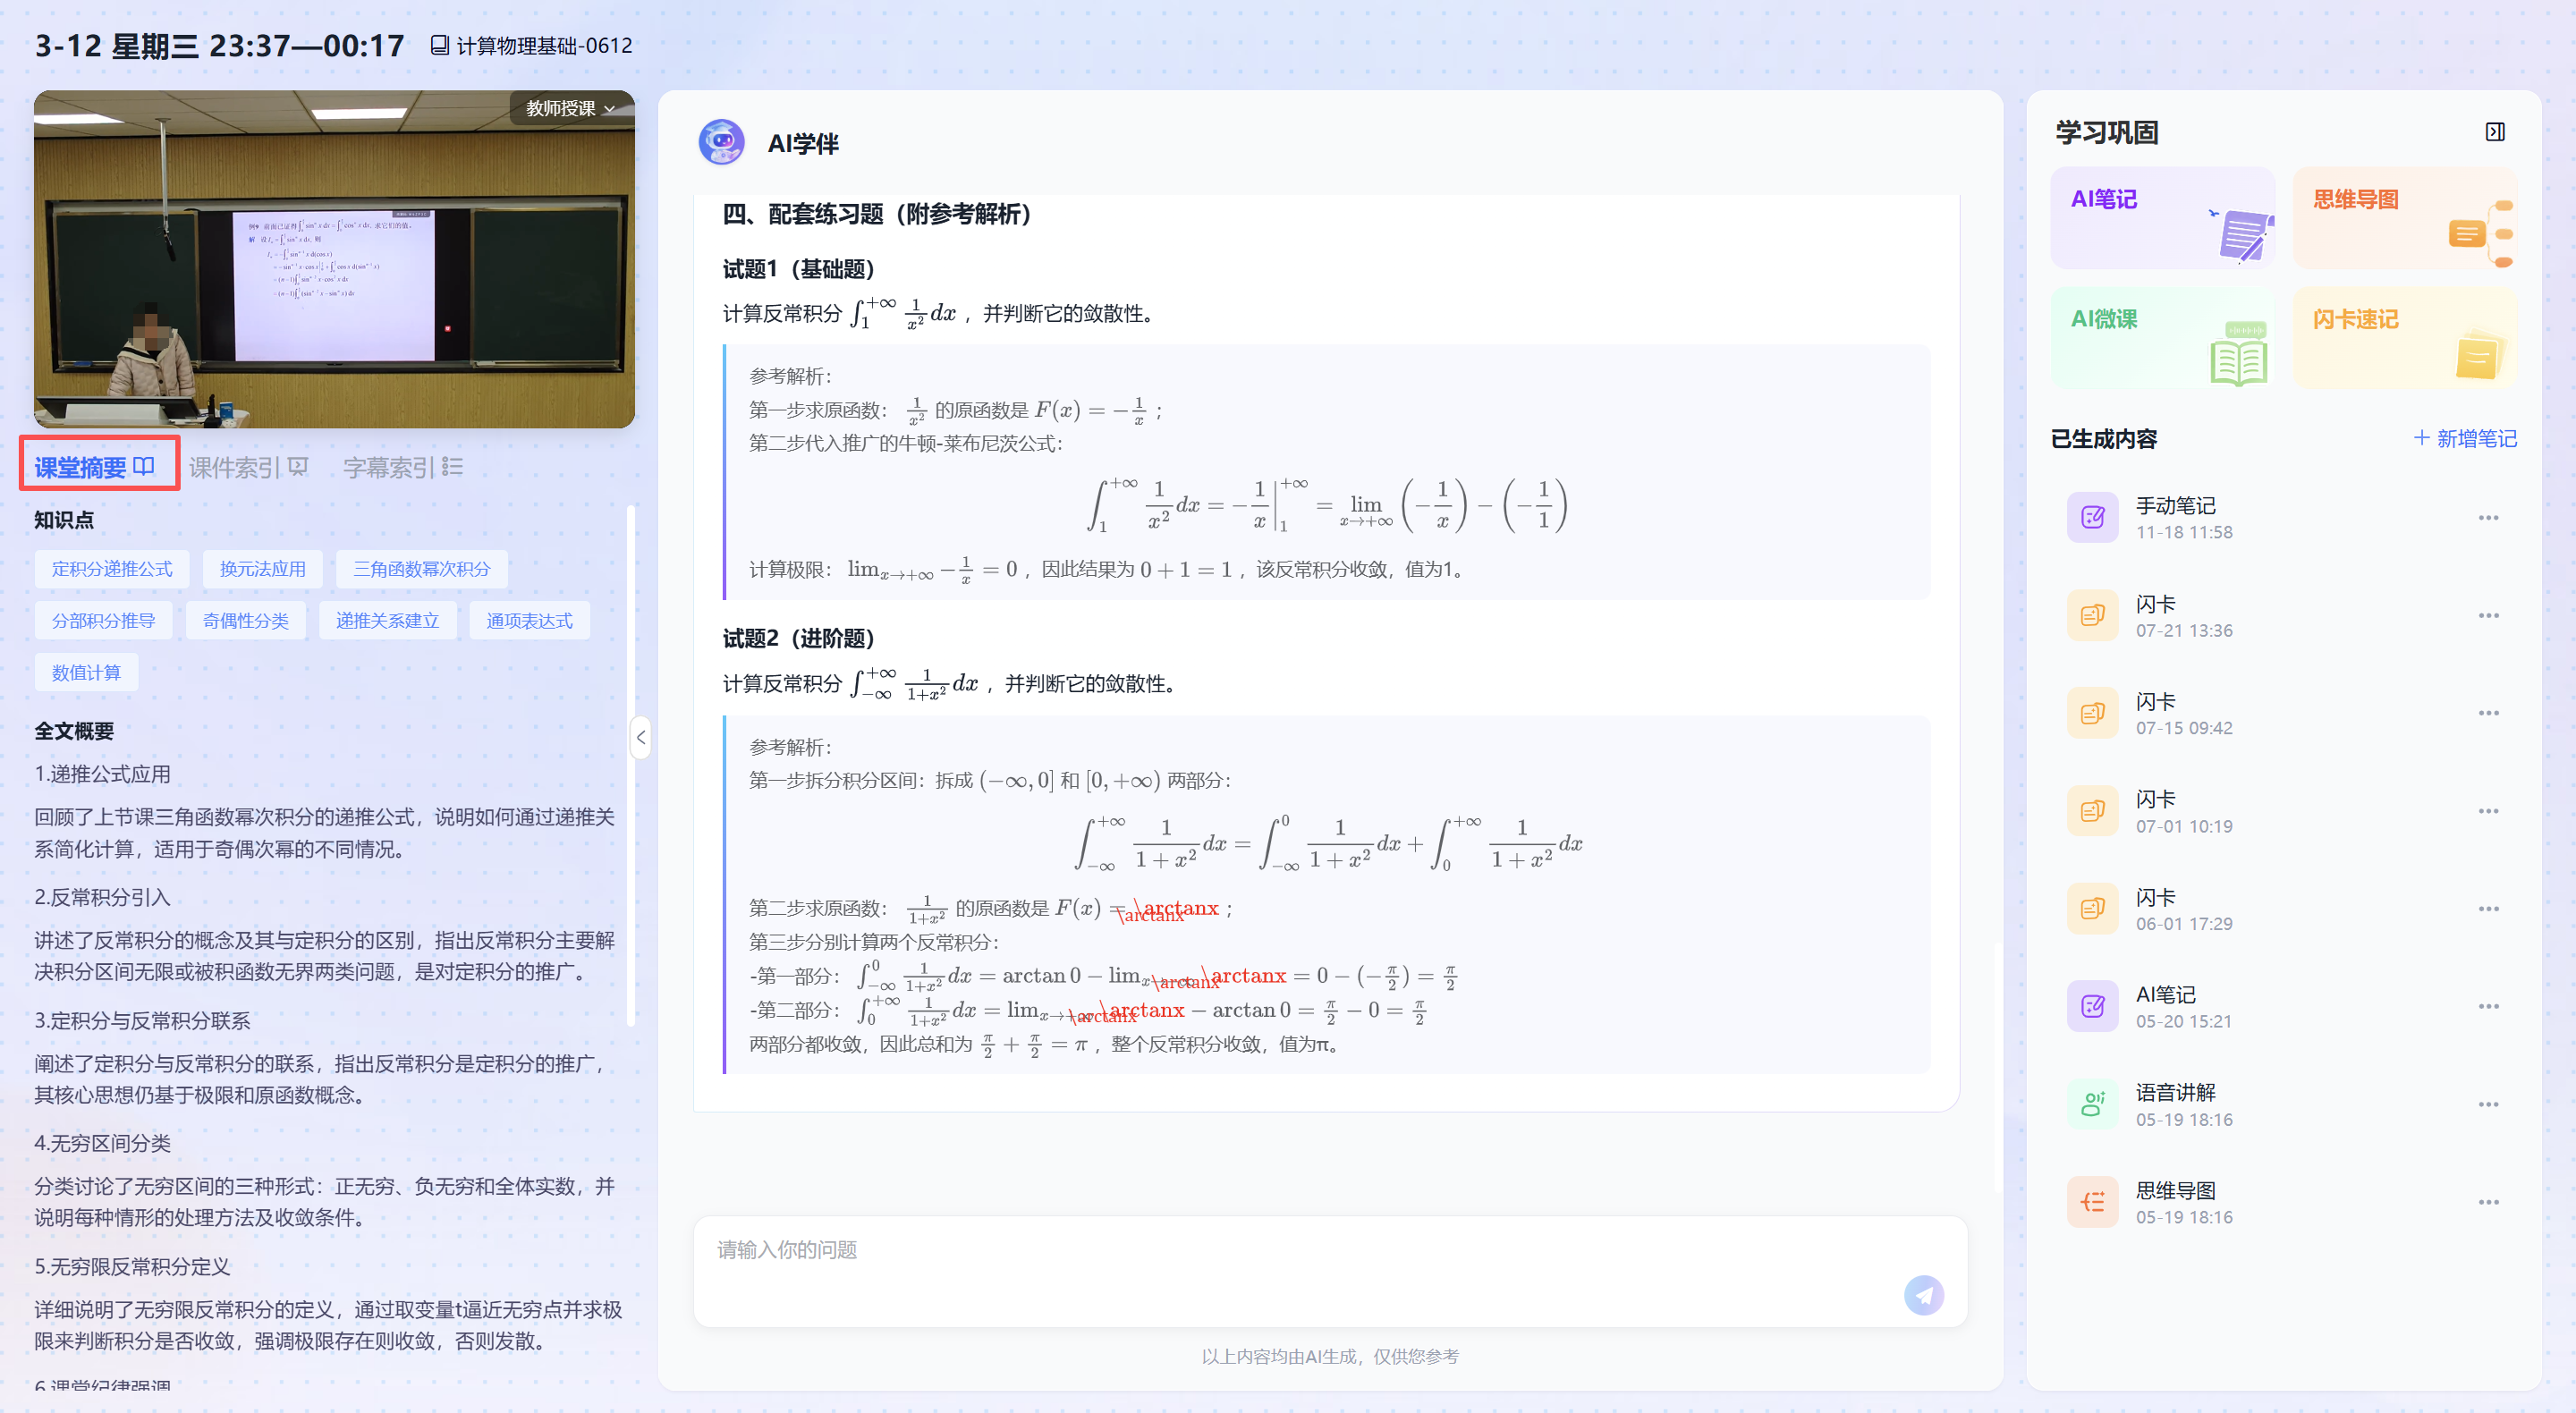 3-12 星期三 23:37—00:17 计算物理基础-0612
教师授课
例9 前面已证得 ∫ sinⁿ x dx = ∫ cosⁿ x dx, 求它们的值。
课堂摘要 课件索引 字幕索引
知识点
定积分递推公式 换元法应用 三角函数幂次积分
分部积分推导 奇偶性分类 递推关系建立 通项表达式
数值计算
全文概要
1.递推公式应用
回顾了上节课三角函数幂次积分的递推公式，说明如何通过递推关
系简化计算，适用于奇偶次幂的不同情况。
2.反常积分引入
讲述了反常积分的概念及其与定积分的区别，指出反常积分主要解
决积分区间无限或被积函数无界两类问题，是对定积分的推广。
3.定积分与反常积分联系
阐述了定积分与反常积分的联系，指出反常积分是定积分的推广，
其核心思想仍基于极限和原函数概念。
4.无穷区间分类
分类讨论了无穷区间的三种形式：正无穷、负无穷和全体实数，并
说明每种情形的处理方法及收敛条件。
5.无穷限反常积分定义
详细说明了无穷限反常积分的定义，通过取变量t逼近无穷点并求极
限来判断积分是否收敛，强调极限存在则收敛，否则发散。
6.课堂纪律强调
AI学伴
四、配套练习题（附参考解析）
试题1（基础题）
计算反常积分 ∫₁^{+∞} 1/x² dx，并判断它的敛散性。
参考解析：
第一步求原函数： 1/x² 的原函数是 F(x) = −1/x ；
第二步代入推广的牛顿-莱布尼茨公式：
∫₁^{+∞} 1/x² dx = −1/x |₁^{+∞} = lim_{x→+∞} (−1/x) − (−1/1)
计算极限： lim_{x→+∞} −1/x = 0 ，因此结果为 0 + 1 = 1 ，该反常积分收敛，值为1。
试题2（进阶题）
计算反常积分 ∫_{−∞}^{+∞} 1/(1+x²) dx ，并判断它的敛散性。
参考解析：
第一步拆分积分区间：拆成 (−∞, 0] 和 [0, +∞) 两部分：
∫_{−∞}^{+∞} 1/(1+x²) dx = ∫_{−∞}^{0} 1/(1+x²) dx + ∫_{0}^{+∞} 1/(1+x²) dx
第二步求原函数： 1/(1+x²) 的原函数是 F(x) = \arctanx ；
第三步分别计算两个反常积分：
-第一部分： ∫_{−∞}^{0} 1/(1+x²) dx = arctan 0 − lim_{x→−∞} \arctanx = 0 − (−π/2) = π/2
-第二部分： ∫_{0}^{+∞} 1/(1+x²) dx = lim_{x→+∞} \arctanx − arctan 0 = π/2 − 0 = π/2
两部分都收敛，因此总和为 π/2 + π/2 = π ，整个反常积分收敛，值为π。
请输入你的问题
以上内容均由AI生成，仅供您参考
学习巩固
AI笔记 思维导图
AI微课 闪卡速记
已生成内容 + 新增笔记
手动笔记
11-18 11:58
闪卡
07-21 13:36
闪卡
07-15 09:42
闪卡
07-01 10:19
闪卡
06-01 17:29
AI笔记
05-20 15:21
语音讲解
05-19 18:16
思维导图
05-19 18:16